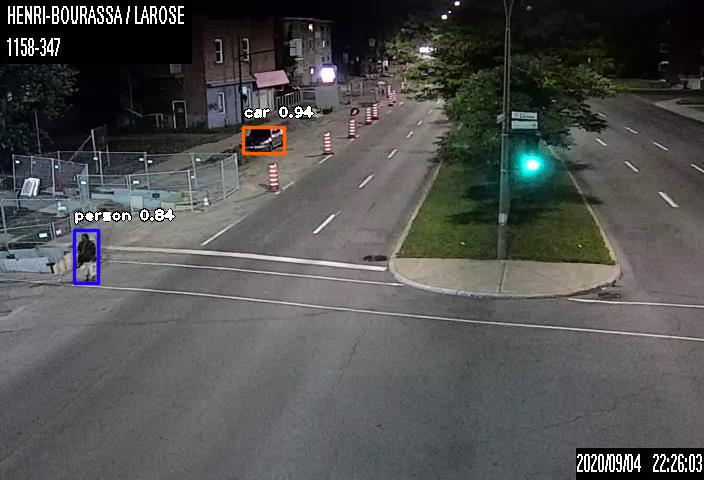 HENRI-BOURASSA / LAROSE
1158-347
car 0.94
person 0.84
2020/09/04 22:26:03